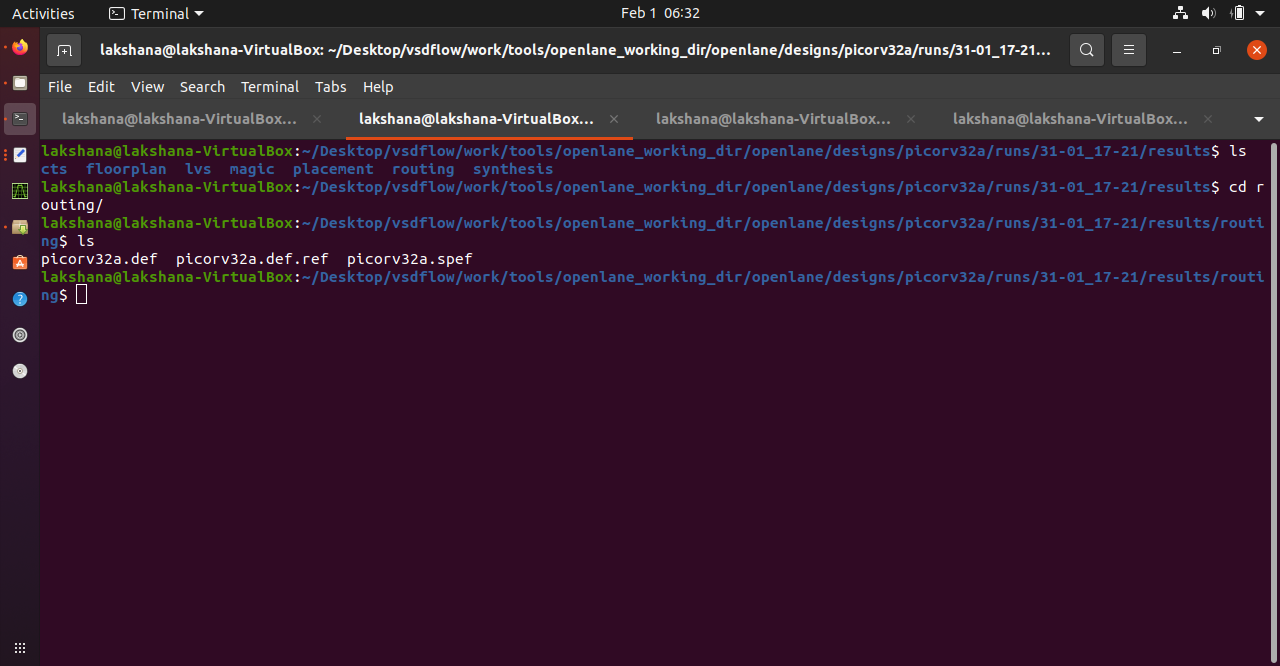 Activities Terminal Feb 1 06:32
lakshana@lakshana-VirtualBox: ~/Desktop/vsdflow/work/tools/openlane_working_dir/openlane/designs/picorv32a/runs/31-01_17-21...
File Edit View Search Terminal Tabs Help
lakshana@lakshana-VirtualBox... lakshana@lakshana-VirtualBox... lakshana@lakshana-VirtualBox... lakshana@lakshana-VirtualBox...
lakshana@lakshana-VirtualBox:~/Desktop/vsdflow/work/tools/openlane_working_dir/openlane/designs/picorv32a/runs/31-01_17-21/results$ ls
cts floorplan lvs magic placement routing synthesis
lakshana@lakshana-VirtualBox:~/Desktop/vsdflow/work/tools/openlane_working_dir/openlane/designs/picorv32a/runs/31-01_17-21/results$ cd r
outing/
lakshana@lakshana-VirtualBox:~/Desktop/vsdflow/work/tools/openlane_working_dir/openlane/designs/picorv32a/runs/31-01_17-21/results/routi
ng$ ls
picorv32a.def picorv32a.def.ref picorv32a.spef
lakshana@lakshana-VirtualBox:~/Desktop/vsdflow/work/tools/openlane_working_dir/openlane/designs/picorv32a/runs/31-01_17-21/results/routi
ng$